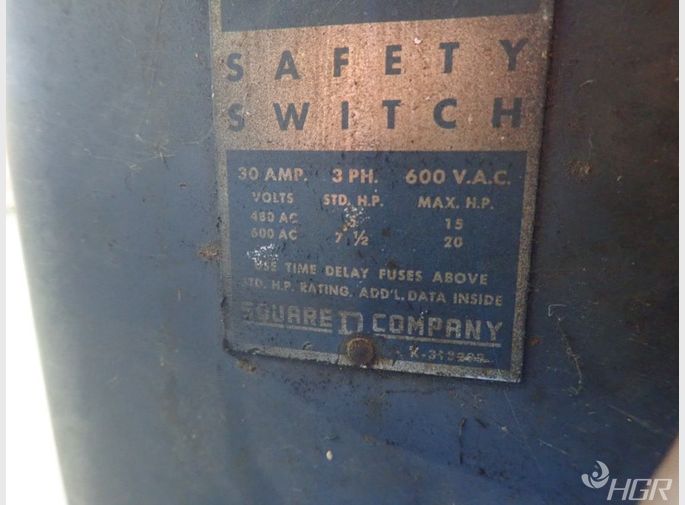 SAFETY
SWITCH
30 AMP. 3 PH. 600 V.A.C.
VOLTS STD. H.P. MAX. H.P.
480 AC 5 15
600 AC 7 ½ 20
USE TIME DELAY FUSES ABOVE
STD. H.P. RATING. ADD'L. DATA INSIDE
SQUARE D COMPANY
HGR